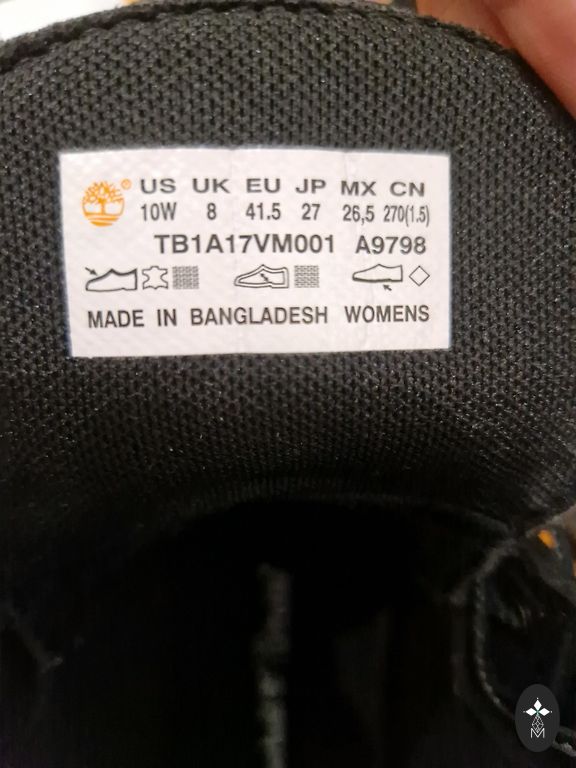 US UK EU JP MX CN
10W 8 41.5 27 26,5 270(1.5)
TB1A17VM001 A9798
MADE IN BANGLADESH WOMENS
M